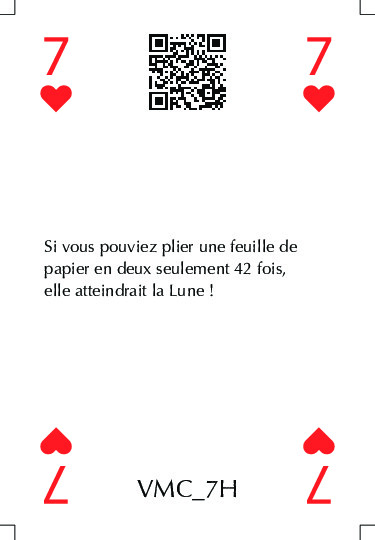 7 7
Si vous pouviez plier une feuille de
papier en deux seulement 42 fois,
elle atteindrait la Lune !
7 VMC_7H 7